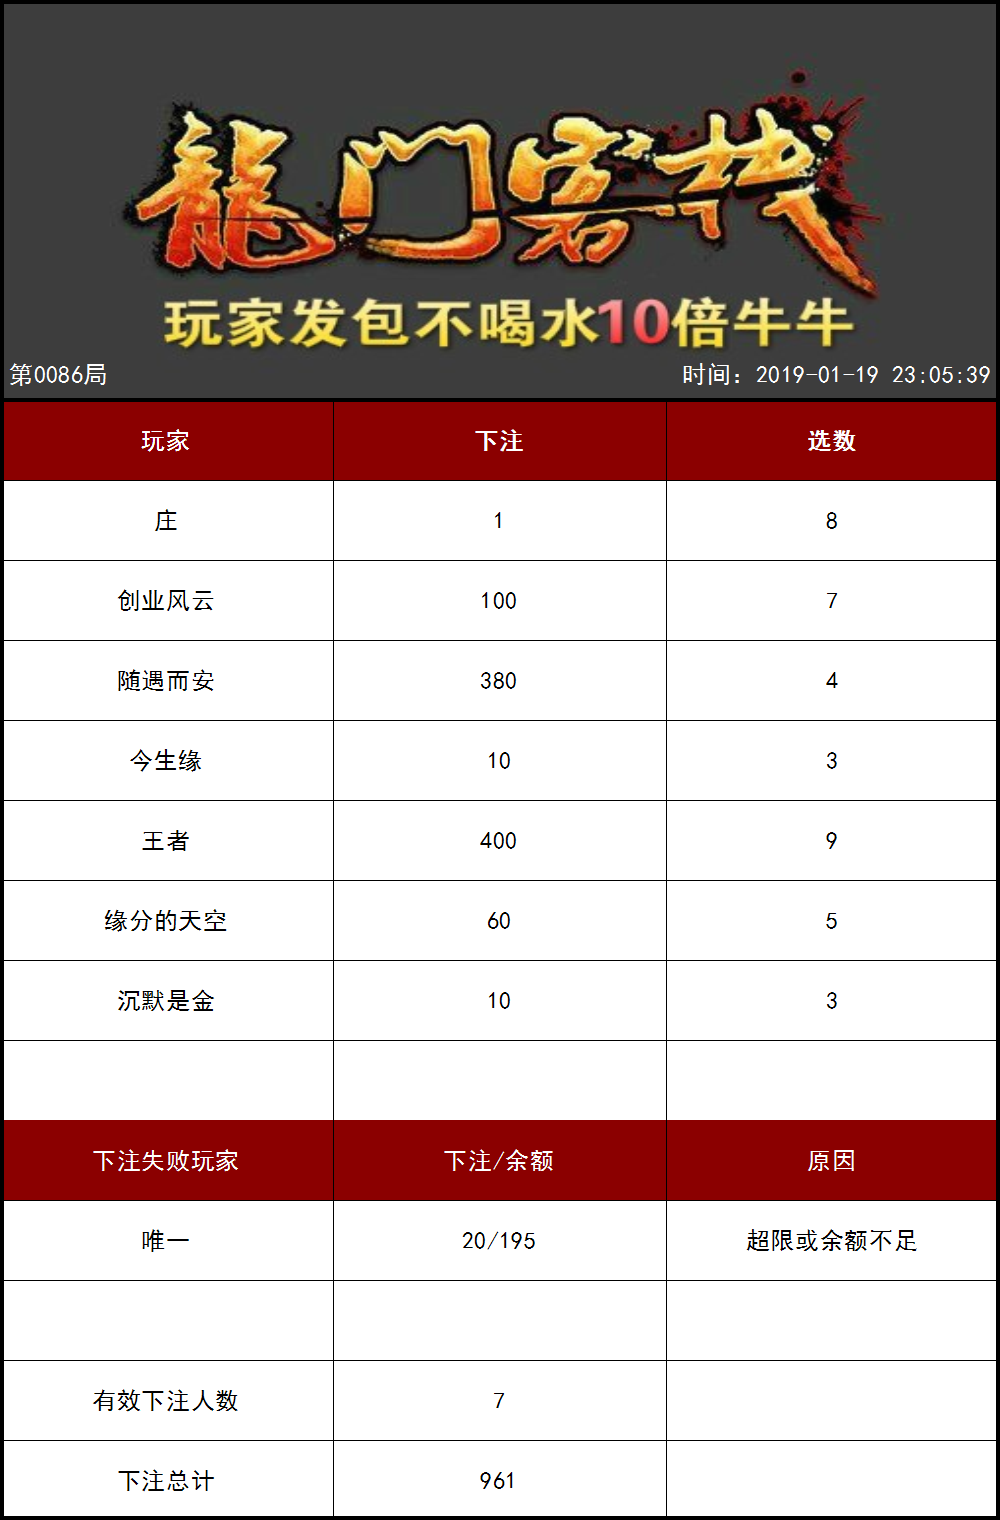 龍门客栈
玩家发包不喝水10倍牛牛
第0086局 时间：2019-01-19 23:05:39
玩家 下注 选数
庄 1 8
创业风云 100 7
随遇而安 380 4
今生缘 10 3
王者 400 9
缘分的天空 60 5
沉默是金 10 3
下注失败玩家 下注/余额 原因
唯一 20/195 超限或余额不足
有效下注人数 7
下注总计 961